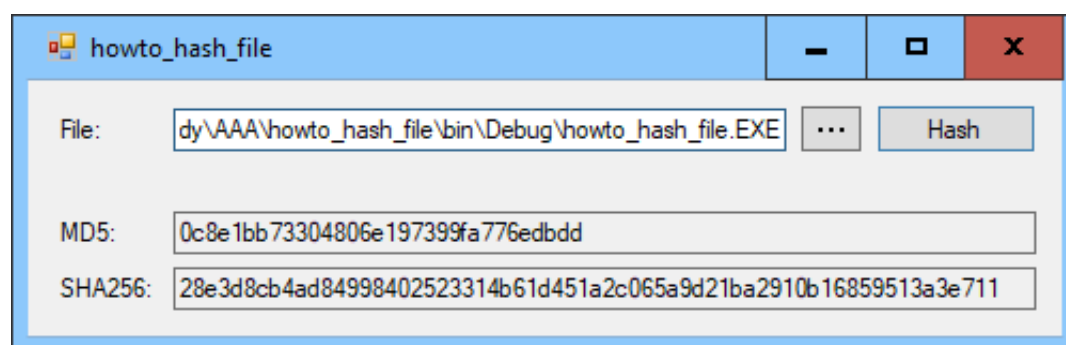 howto_hash_file
File: dy\AAA\howto_hash_file\bin\Debug\howto_hash_file.EXE ... Hash
MD5: 0c8e1bb73304806e197399fa776edbdd
SHA256: 28e3d8cb4ad84998402523314b61d451a2c065a9d21ba2910b16859513a3e711